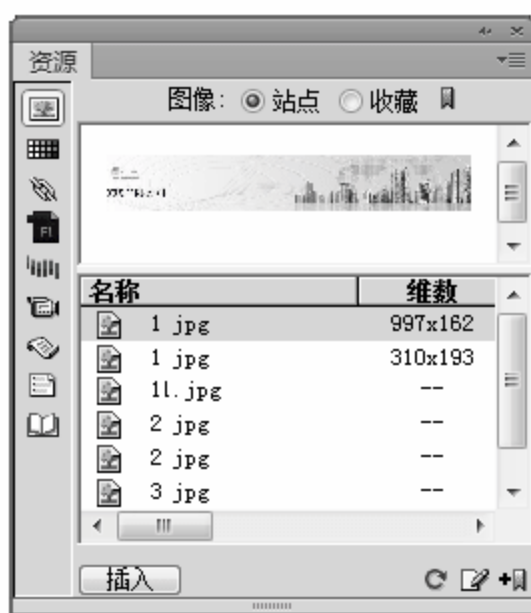 资源
图像: 站点 收藏
名称 维数
1 jpg 997x162
1 jpg 310x193
1l.jpg --
2 jpg --
2 jpg --
3 jpg --
插入